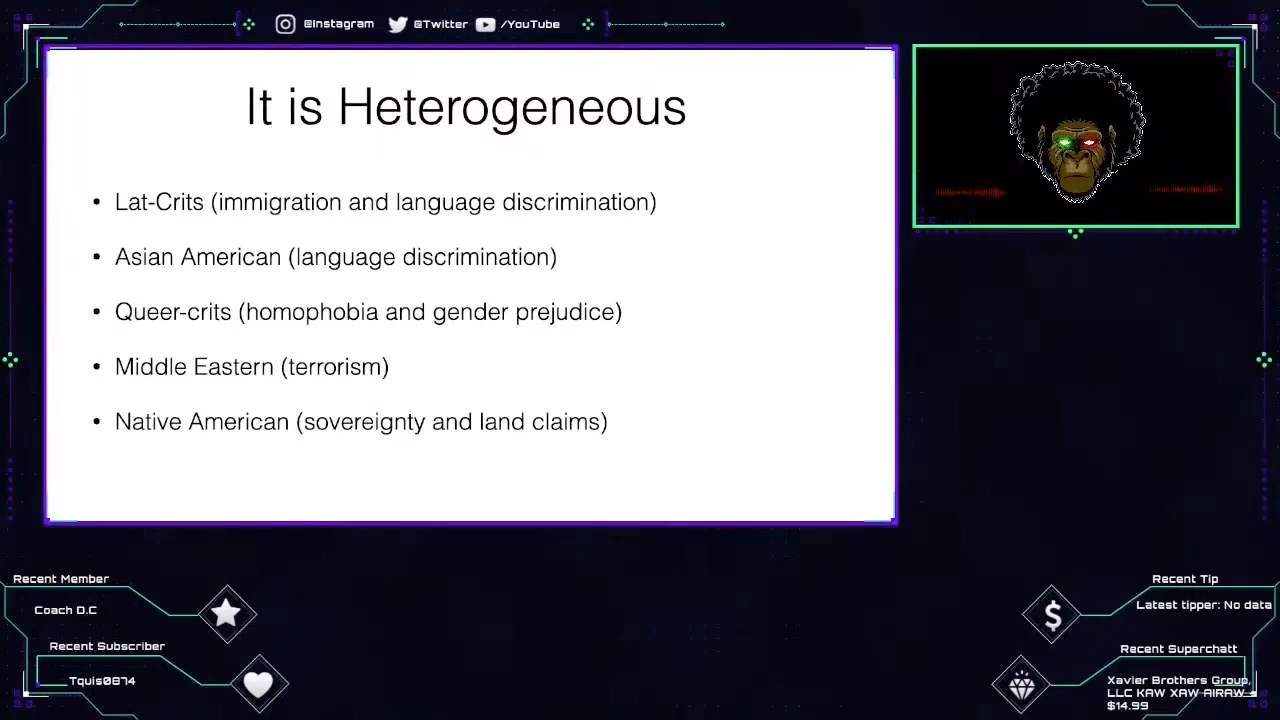 @Instagram @Twitter /YouTube
It is Heterogeneous
• Lat-Crits (immigration and language discrimination)
• Asian American (language discrimination)
• Queer-crits (homophobia and gender prejudice)
• Middle Eastern (terrorism)
• Native American (sovereignty and land claims)
Recent Member
Coach D.C
Recent Subscriber
Tquis0874
Recent Tip
Latest tipper: No data
Recent Superchatt
Xavier Brothers Group,
LLC KAW XAW AIRAW -
$14.99